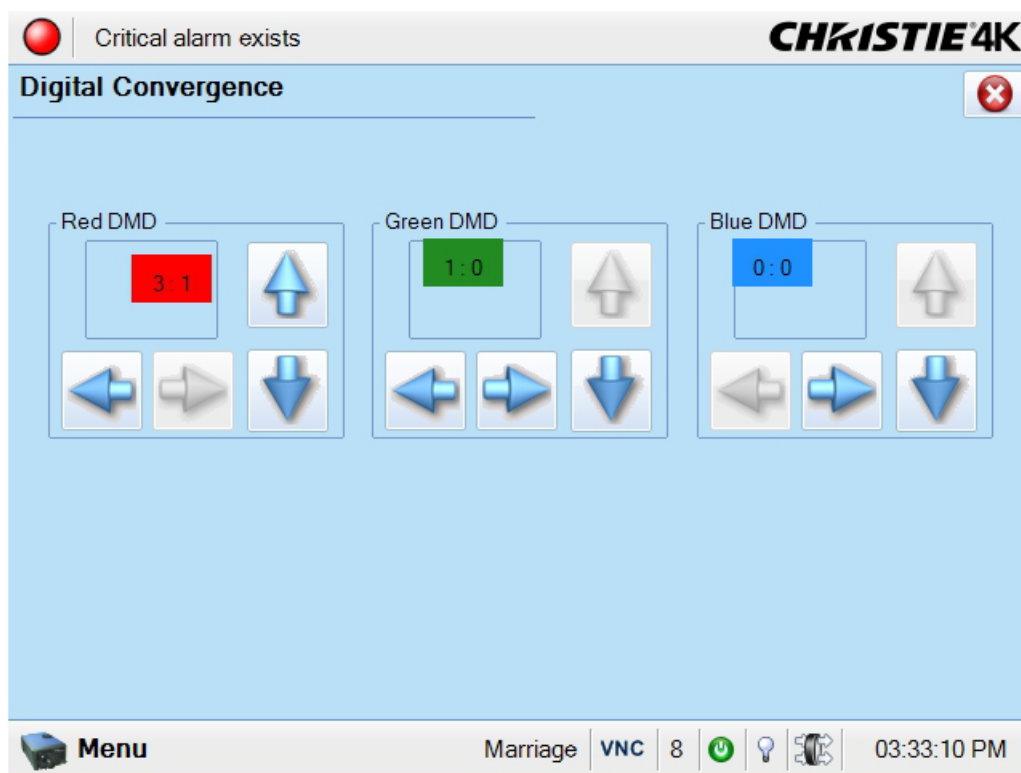 Critical alarm exists
CHRISTIE 4K
Digital Convergence
Red DMD
3 : 1
Green DMD
1 : 0
Blue DMD
0 : 0
Menu
Marriage
VNC
8
03:33:10 PM